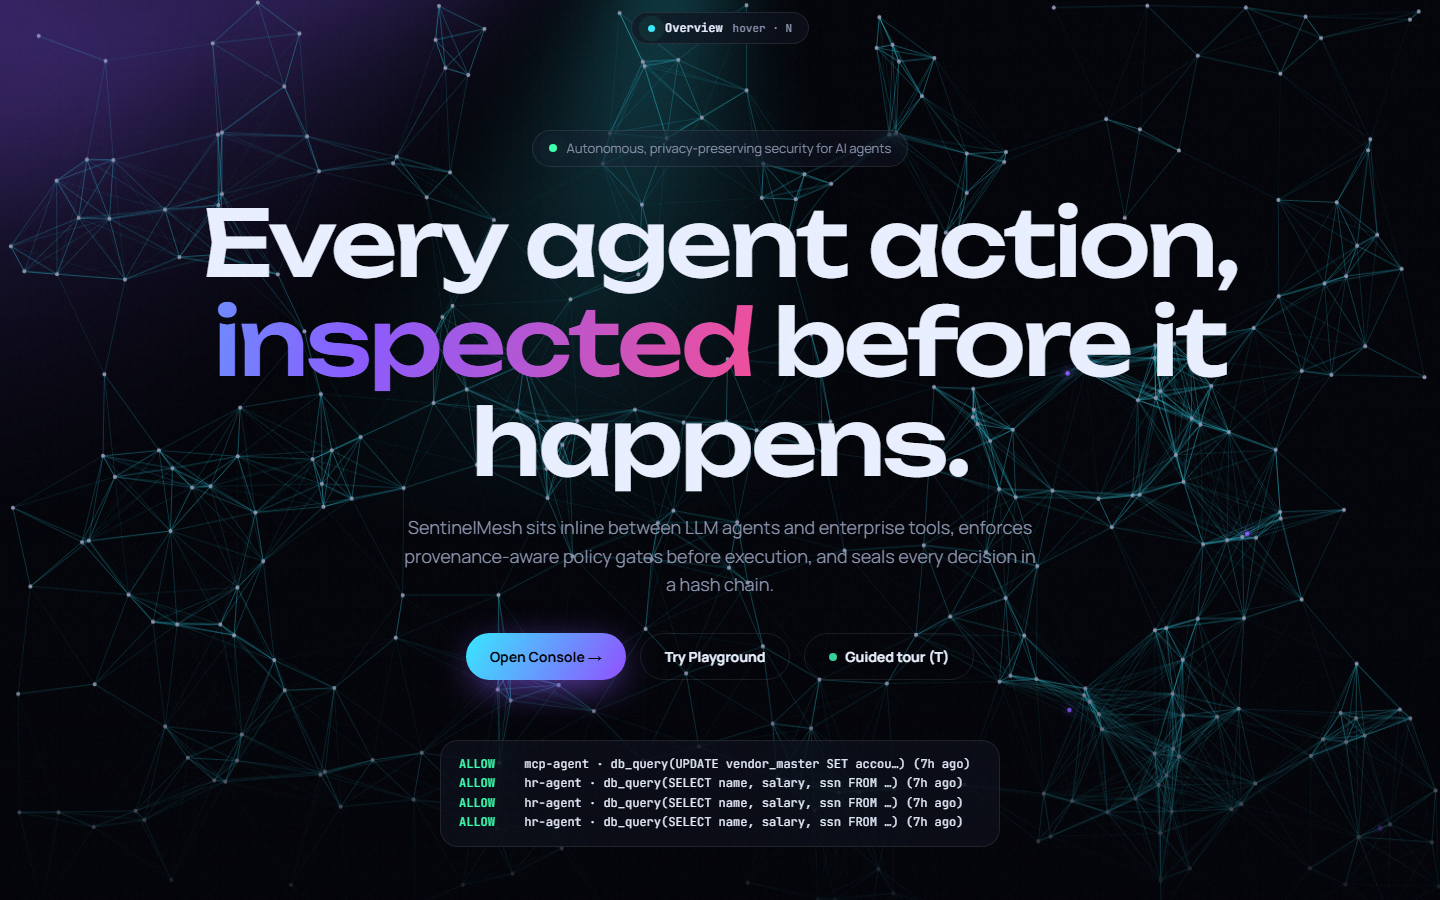 Overview hover · N
Autonomous, privacy-preserving security for AI agents
Every agent action,
inspected before it
happens.
SentinelMesh sits inline between LLM agents and enterprise tools, enforces
provenance-aware policy gates before execution, and seals every decision in
a hash chain.
Open Console → Try Playground Guided tour (T)
ALLOW mcp-agent · db_query(UPDATE vendor_master SET accou…) (7h ago)
ALLOW hr-agent · db_query(SELECT name, salary, ssn FROM …) (7h ago)
ALLOW hr-agent · db_query(SELECT name, salary, ssn FROM …) (7h ago)
ALLOW hr-agent · db_query(SELECT name, salary, ssn FROM …) (7h ago)